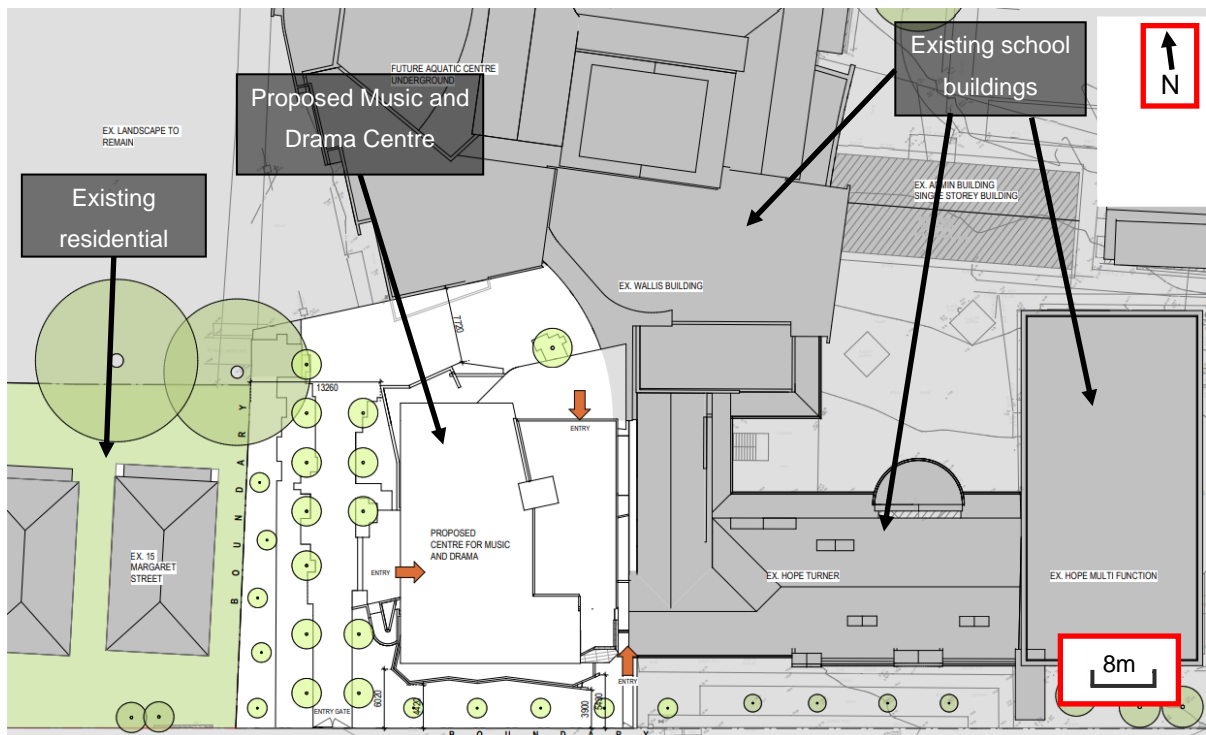 FUTURE AQUATIC CENTRE
UNDERGROUND
Existing school
buildings
N
Proposed Music and
Drama Centre
EX. LANDSCAPE TO
REMAIN
Existing
residential
EX. ADMIN BUILDING
SINGLE STOREY BUILDING
EX. WALLIS BUILDING
7720
13260
ENTRY
BOUNDARY
PROPOSED
CENTRE FOR MUSIC
AND DRAMA
EX. 15
MARGARET
STREET
ENTRY
EX. HOPE TURNER
EX. HOPE MULTI FUNCTION
8m
ENTRY
6020
3900
ENTRY GATE
BOUNDARY